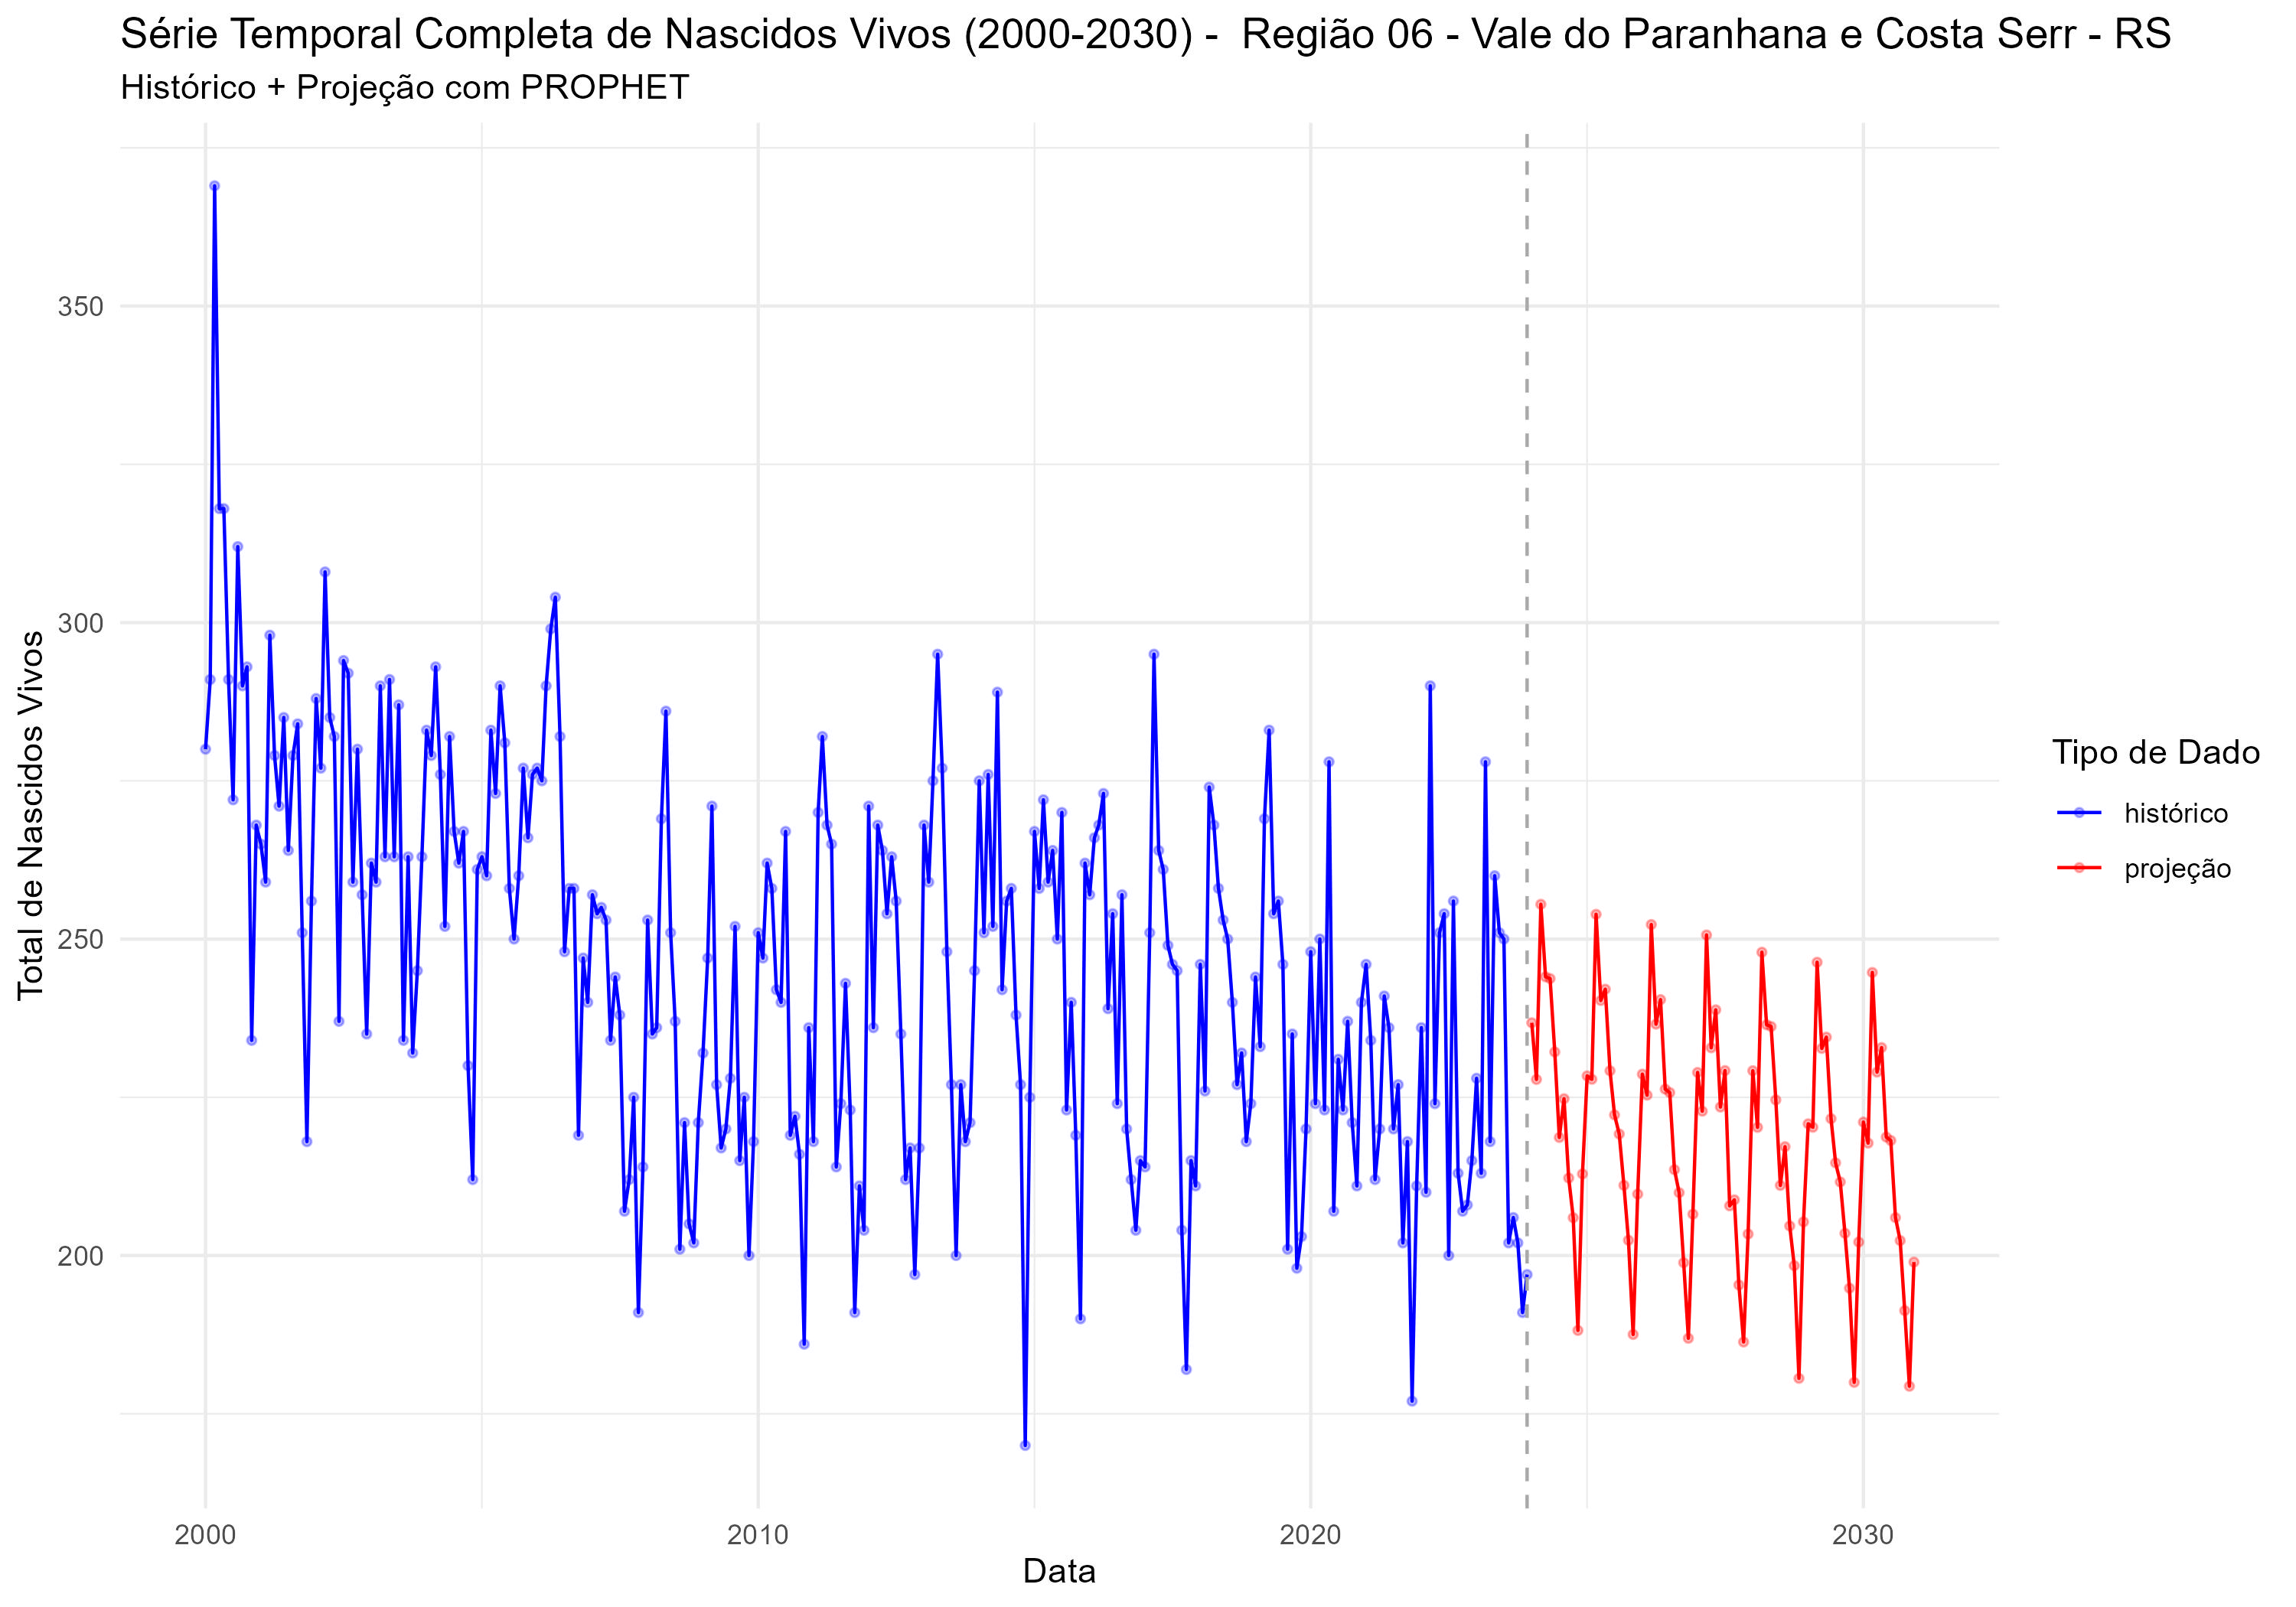 Série Temporal Completa de Nascidos Vivos (2000-2030) -  Região 06 - Vale do Paranhana e Costa Serr - RS
Histórico + Projeção com PROPHET
Total de Nascidos Vivos
350
300
250
200
2000
2010
2020
2030
Data
Tipo de Dado
histórico
projeção